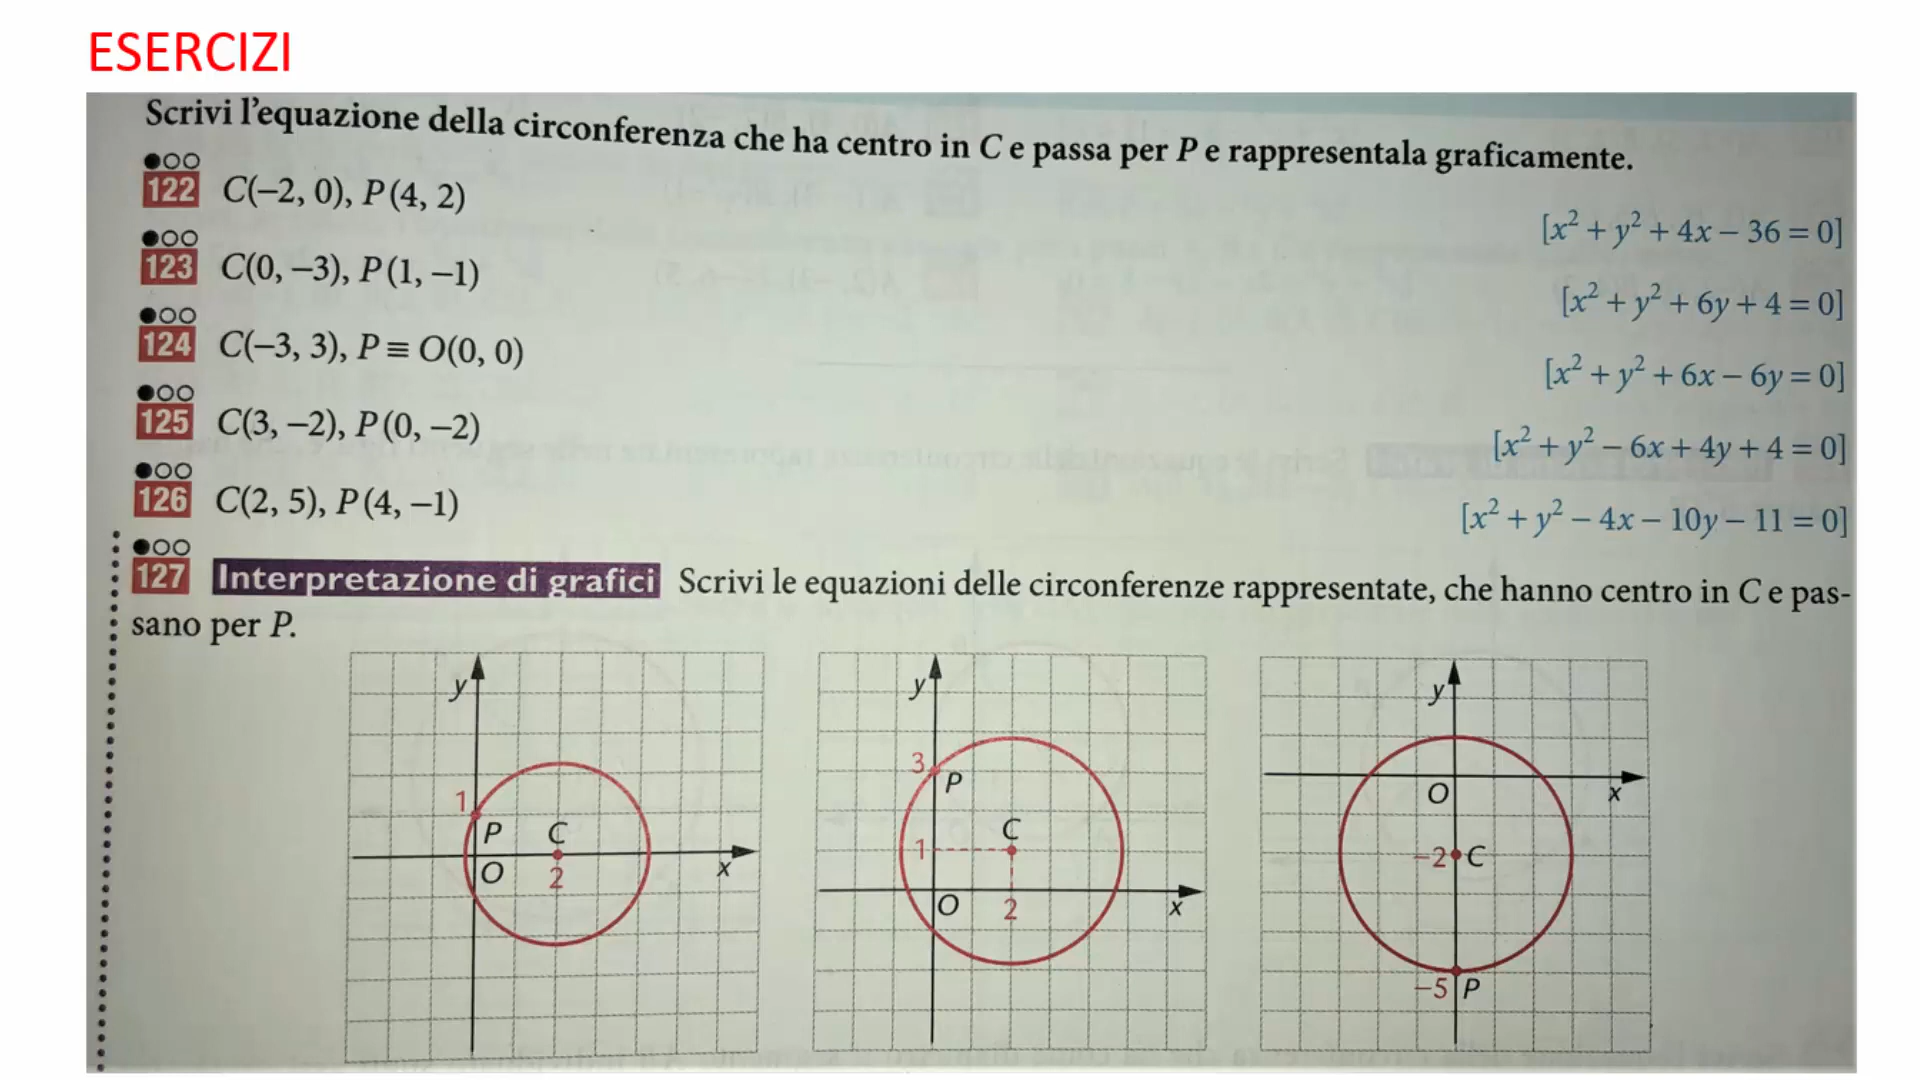 ESERCIZI
Scrivi l'equazione della circonferenza che ha centro in C e passa per P e rappresentala graficamente.
122 C(–2, 0), P(4, 2) [x² + y² + 4x – 36 = 0]
123 C(0, –3), P(1, –1) [x² + y² + 6y + 4 = 0]
124 C(–3, 3), P ≡ O(0, 0) [x² + y² + 6x – 6y = 0]
125 C(3, –2), P(0, –2) [x² + y² – 6x + 4y + 4 = 0]
126 C(2, 5), P(4, –1) [x² + y² – 4x – 10y – 11 = 0]
127 Interpretazione di grafici Scrivi le equazioni delle circonferenze rappresentate, che hanno centro in C e pas-
sano per P.
y
1
P C
O 2 x
y
3
P
C
1
O 2 x
y
O x
–2 C
–5 P